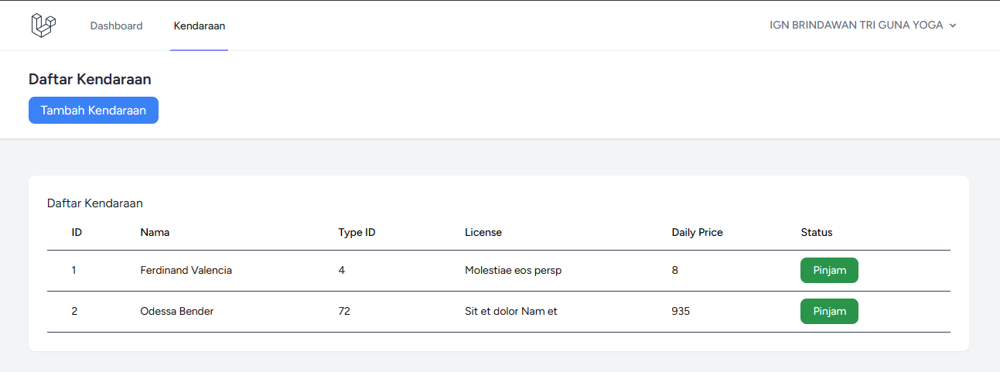 Dashboard Kendaraan IGN BRINDAWAN TRI GUNA YOGA
Daftar Kendaraan
Tambah Kendaraan
Daftar Kendaraan
ID Nama Type ID License Daily Price Status
1 Ferdinand Valencia 4 Molestiae eos persp 8 Pinjam
2 Odessa Bender 72 Sit et dolor Nam et 935 Pinjam